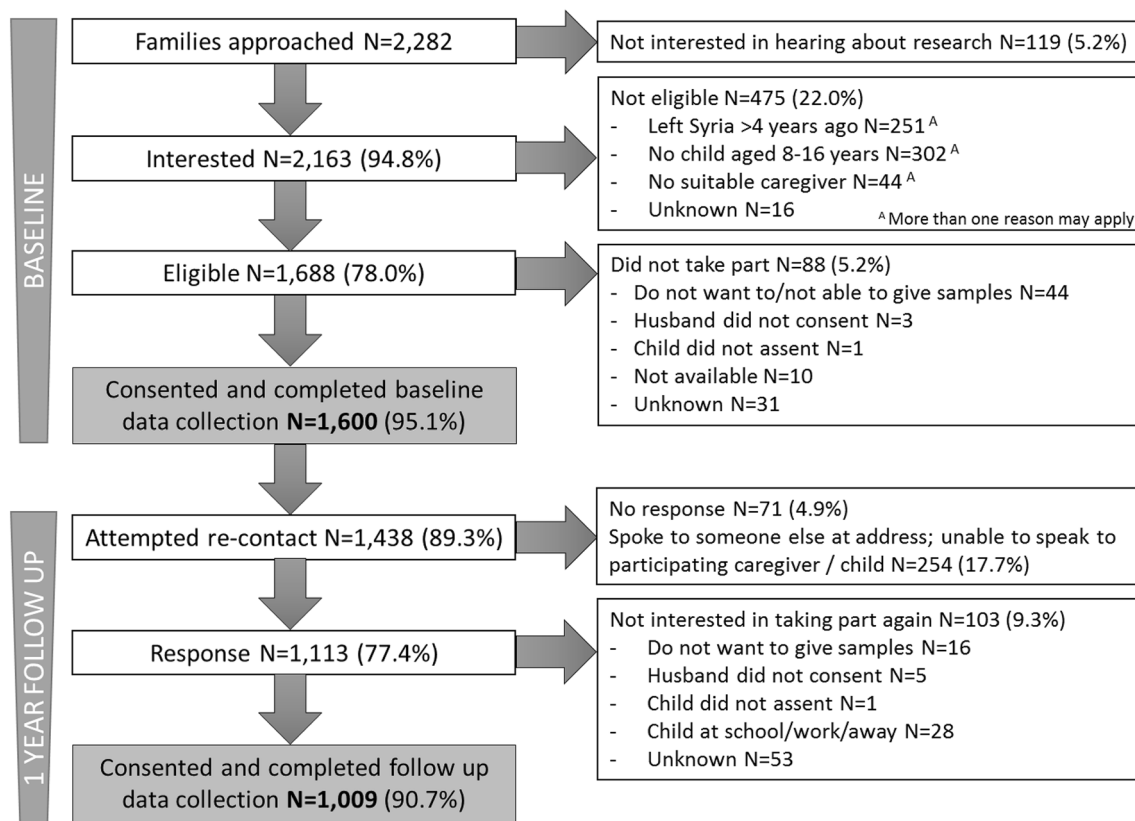 BASELINE
Families approached N=2,282
Not interested in hearing about research N=119 (5.2%)
Interested N=2,163 (94.8%)
Not eligible N=475 (22.0%)
- Left Syria >4 years ago N=251 A
- No child aged 8-16 years N=302 A
- No suitable caregiver N=44 A
- Unknown N=16
A More than one reason may apply
Eligible N=1,688 (78.0%)
Did not take part N=88 (5.2%)
- Do not want to/not able to give samples N=44
- Husband did not consent N=3
- Child did not assent N=1
- Not available N=10
- Unknown N=31
Consented and completed baseline
data collection N=1,600 (95.1%)
1 YEAR FOLLOW UP
Attempted re-contact N=1,438 (89.3%)
No response N=71 (4.9%)
Spoke to someone else at address; unable to speak to
participating caregiver / child N=254 (17.7%)
Response N=1,113 (77.4%)
Not interested in taking part again N=103 (9.3%)
- Do not want to give samples N=16
- Husband did not consent N=5
- Child did not assent N=1
- Child at school/work/away N=28
- Unknown N=53
Consented and completed follow up
data collection N=1,009 (90.7%)